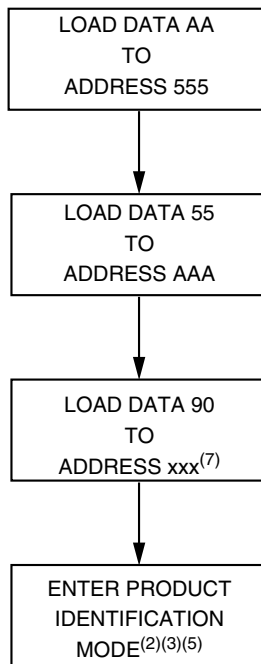 LOAD DATA AA
TO
ADDRESS 555
LOAD DATA 55
TO
ADDRESS AAA
LOAD DATA 90
TO
ADDRESS xxx(7)
ENTER PRODUCT
IDENTIFICATION
MODE(2)(3)(5)